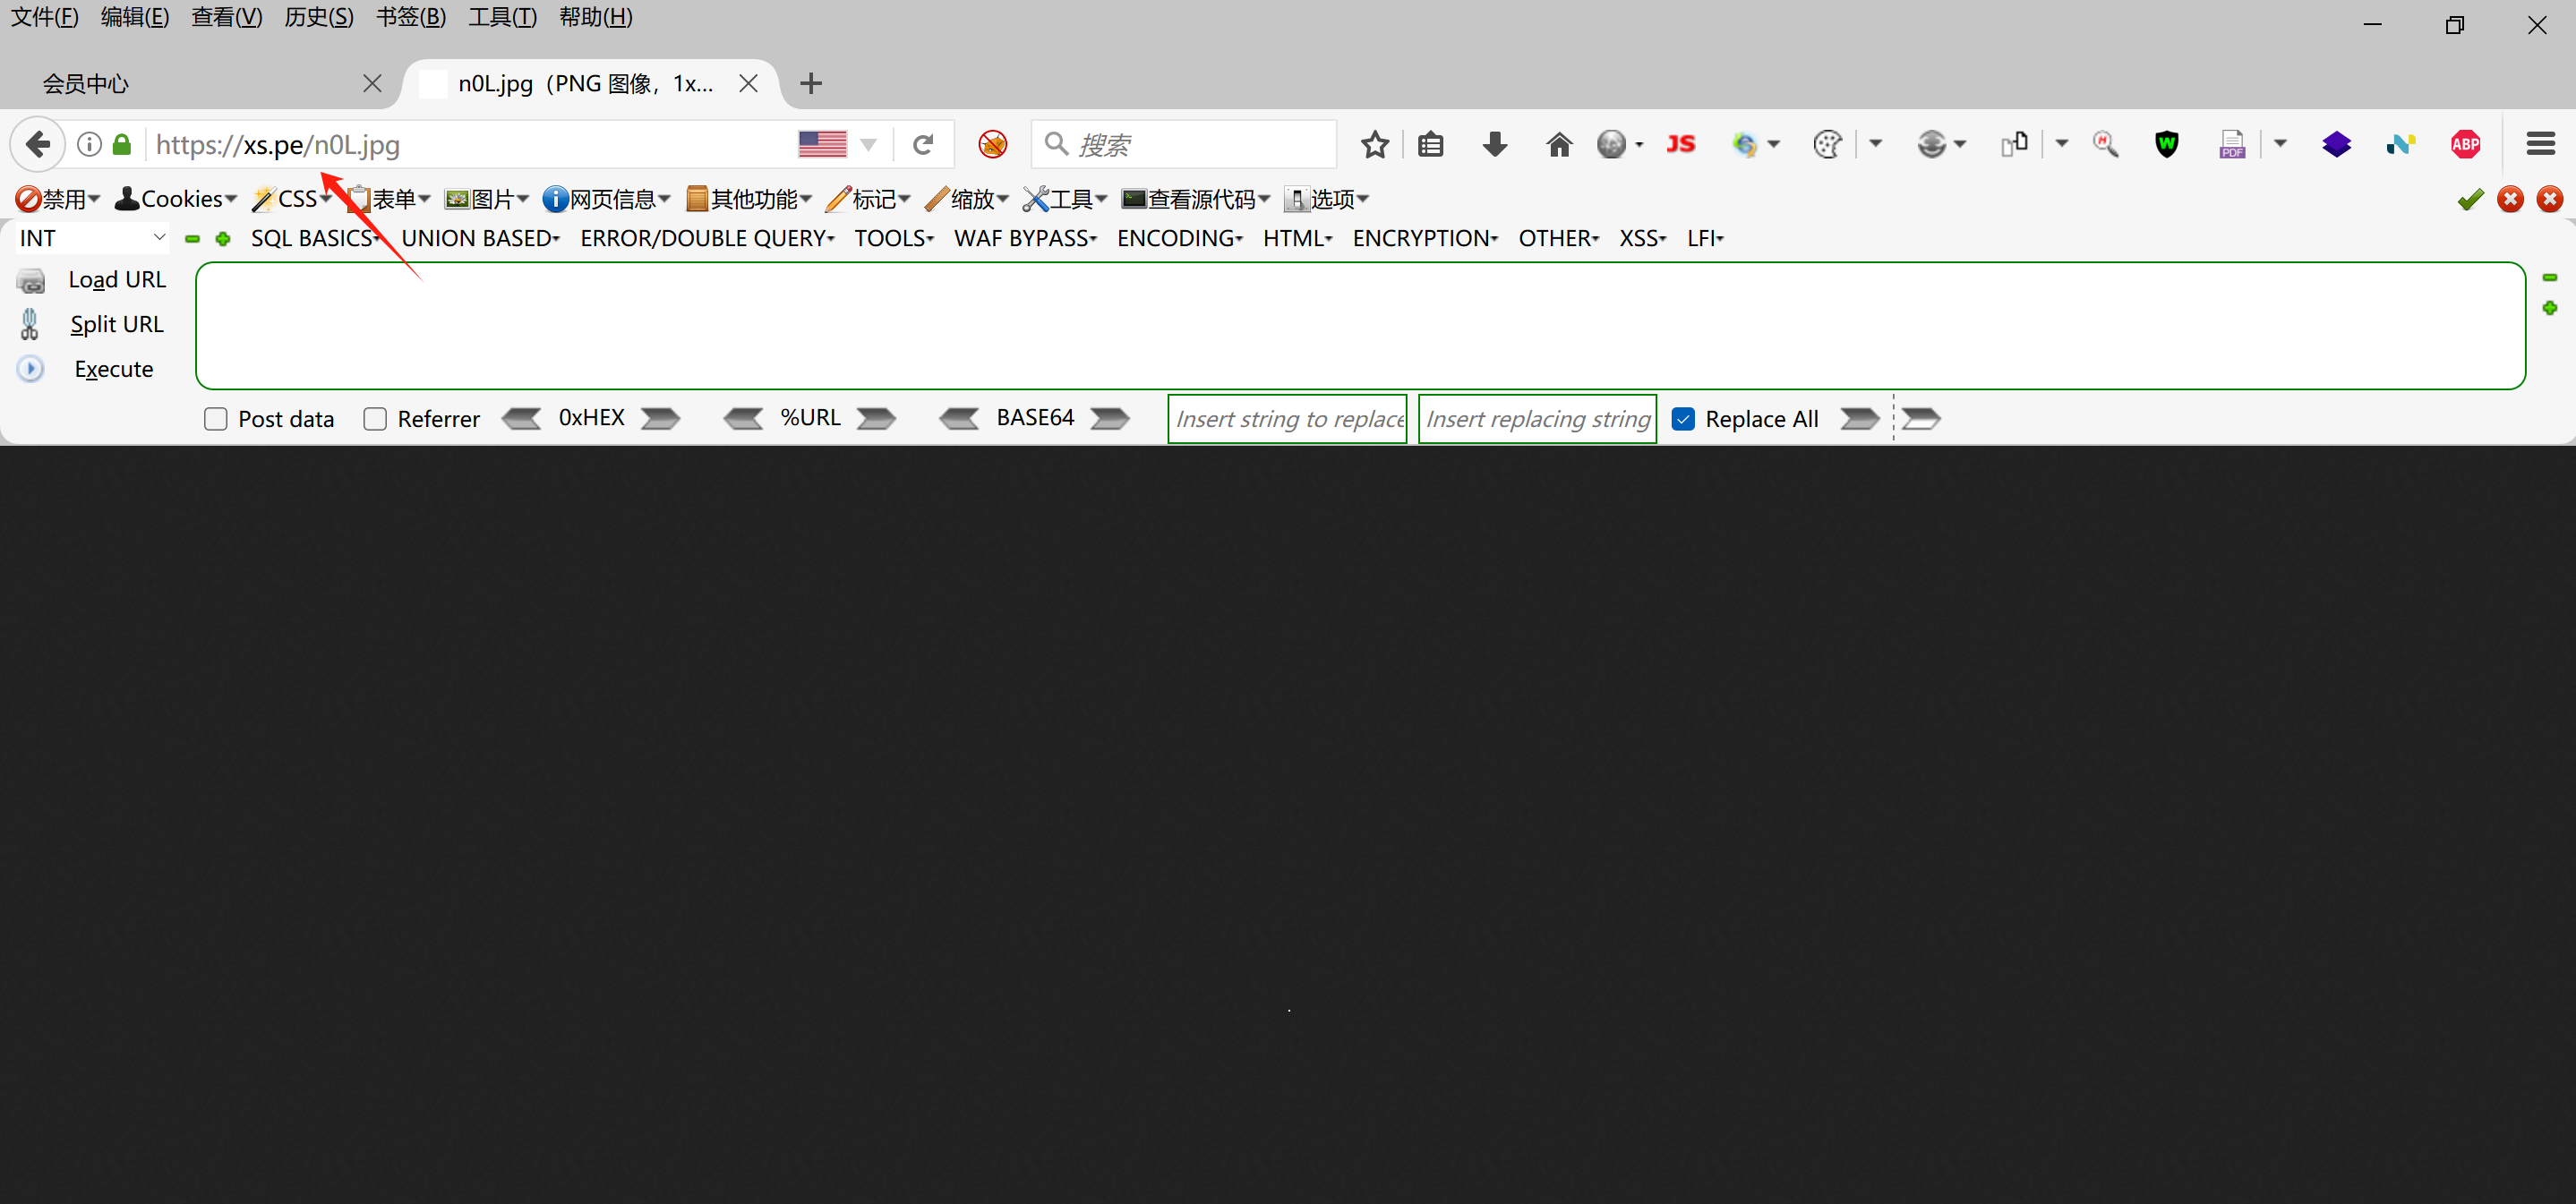 文件(F) 编辑(E) 查看(V) 历史(S) 书签(B) 工具(T) 帮助(H)
会员中心
n0L.jpg（PNG 图像，1x...
https://xs.pe/n0L.jpg
搜索
JS
W
PDF
ABP
禁用 Cookies CSS 表单 图片 网页信息 其他功能 标记 缩放 工具 查看源代码 选项
INT SQL BASICS UNION BASED ERROR/DOUBLE QUERY TOOLS WAF BYPASS ENCODING HTML ENCRYPTION OTHER XSS LFI
Load URL
Split URL
Execute
Post data Referrer 0xHEX %URL BASE64 Insert string to replace Insert replacing string Replace All